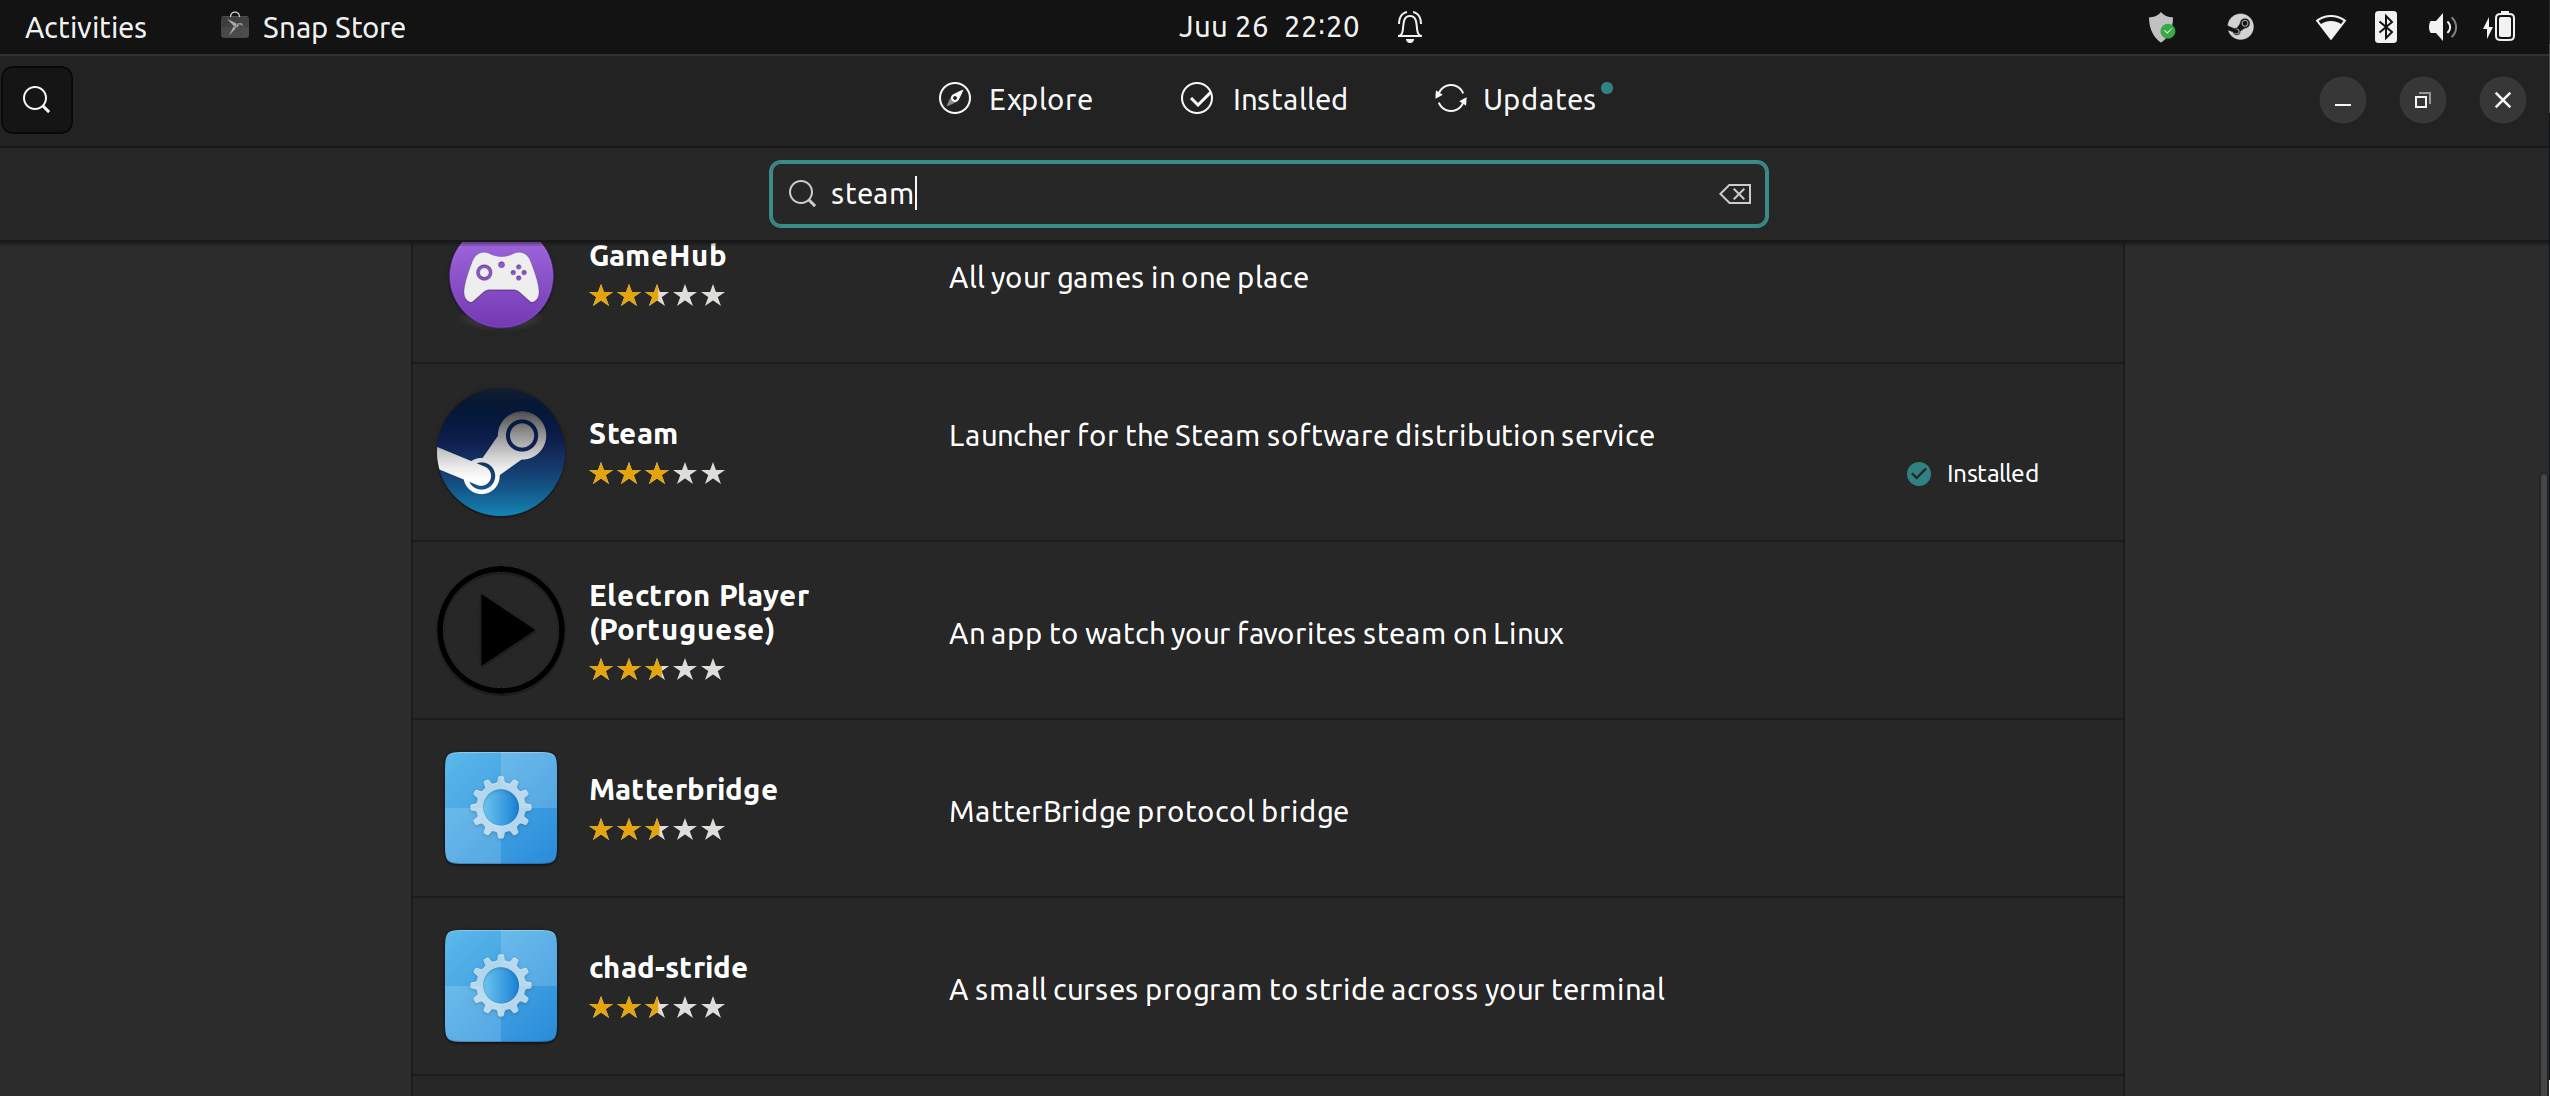 Activities
Snap Store
Juu 26 22:20
Explore
Installed
Updates
steam
GameHub
All your games in one place
Steam
Launcher for the Steam software distribution service
Installed
Electron Player
(Portuguese)
An app to watch your favorites steam on Linux
Matterbridge
MatterBridge protocol bridge
chad-stride
A small curses program to stride across your terminal